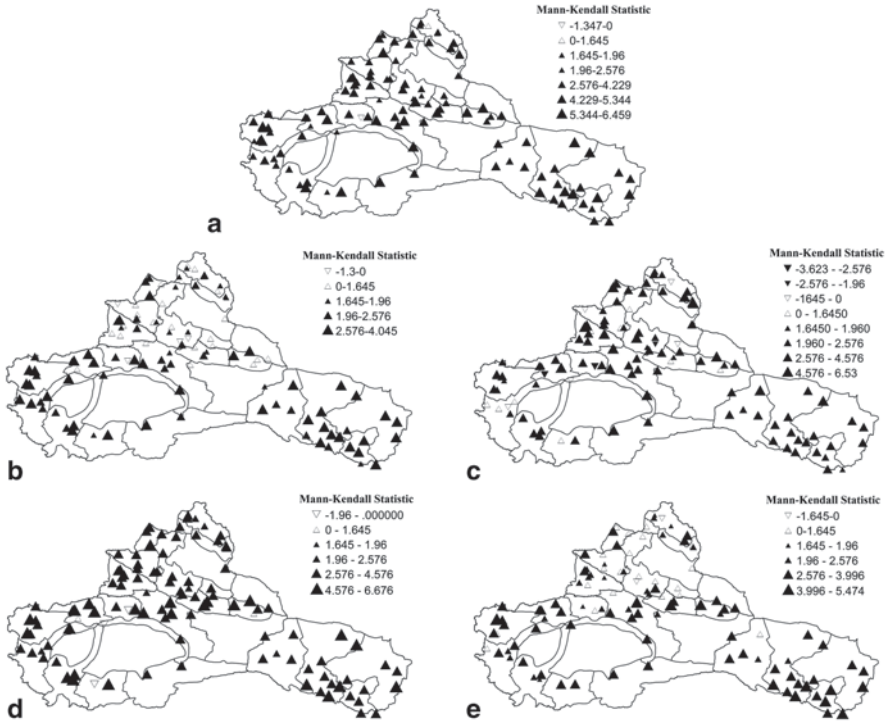 Mann-Kendall Statistic
-1.347-0
0-1.645
1.645-1.96
1.96-2.576
2.576-4.229
4.229-5.344
5.344-6.459
a
Mann-Kendall Statistic
-1.3-0
0-1.645
1.645-1.96
1.96-2.576
2.576-4.045
b
Mann-Kendall Statistic
-3.623 - -2.576
-2.576 - -1.96
-1645 - 0
0 - 1.6450
1.6450 - 1.960
1.960 - 2.576
2.576 - 4.576
4.576 - 6.53
c
Mann-Kendall Statistic
-1.96 - .000000
0 - 1.645
1.645 - 1.96
1.96 - 2.576
2.576 - 4.576
4.576 - 6.676
d
Mann-Kendall Statistic
-1.645-0
0-1.645
1.645 - 1.96
1.96 - 2.576
2.576 - 3.996
3.996 - 5.474
e